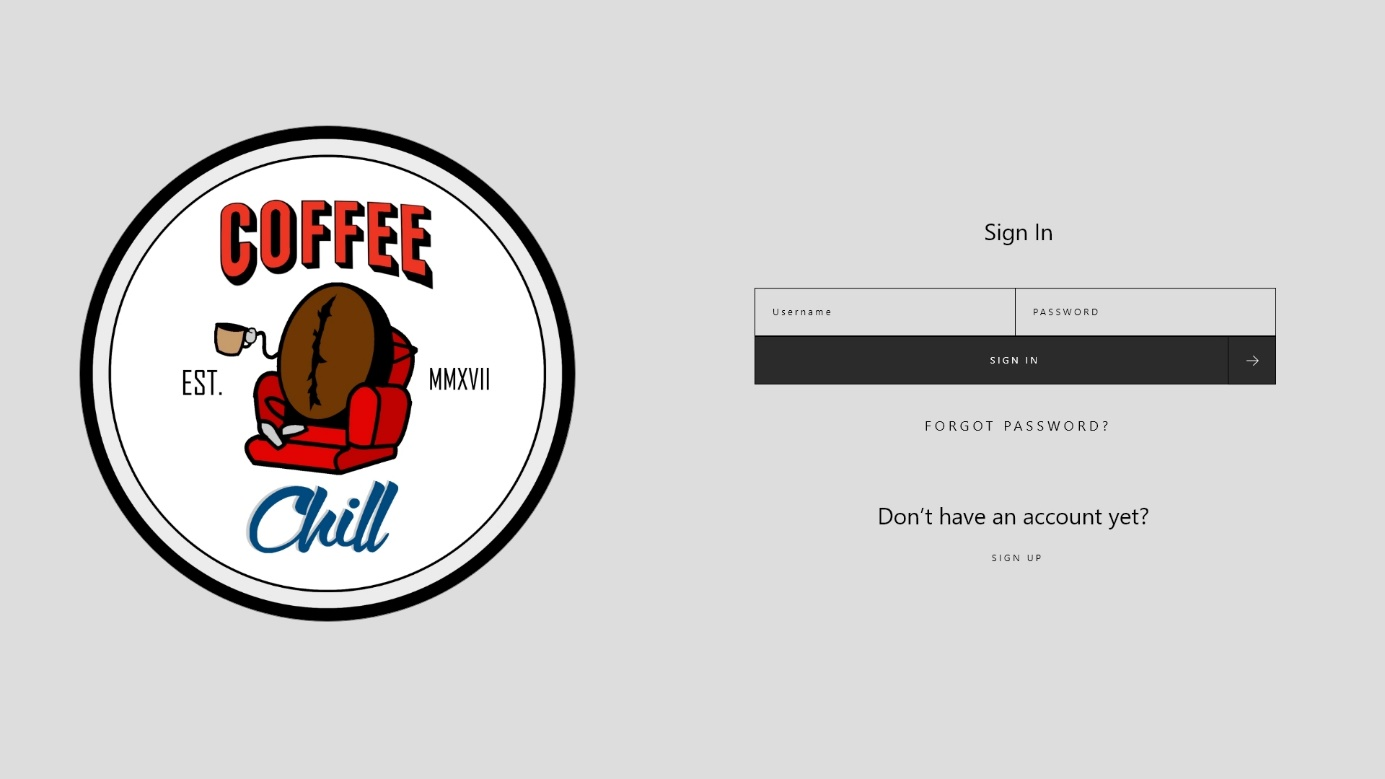 COFFEE
EST.
MMXVII
Chill
Sign In
Username
PASSWORD
SIGN IN
FORGOT PASSWORD?
Don't have an account yet?
SIGN UP